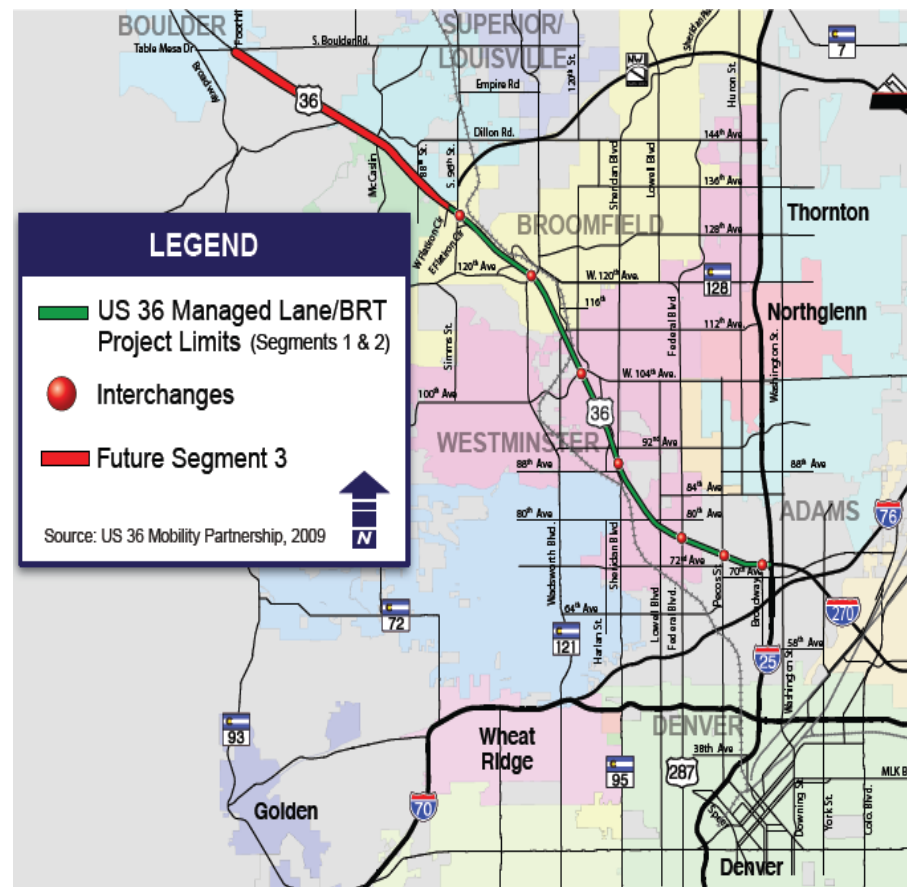 BOULDER
Foothill
SUPERIOR/
LOUISVILLE
Table Mesa Dr
S. Boulder Rd.
Broadway
36
Empire Rd
120th St.
NW
Huron St.
7
Dillon Rd.
144th Ave
McCaslin
88th St.
S. 96th St.
Sheridan Blvd
Lowell Blvd
136th Ave
Thornton
W Flatiron Cir
E Flatiron Cir
BROOMFIELD
128th Ave
120th Ave
W. 120th Ave.
128
116th
Northglenn
Simms St.
Federal Blvd
112th Ave
Washington St.
W. 104th Ave.
100th Ave
36
WESTMINSTER
92nd Ave
88th Ave
88th Ave
84th Ave
ADAMS
76
80th Ave
80th Ave
Wadsworth Blvd.
Sheridan Blvd
72nd Ave
70th Ave
Pecos St.
Broadway
64th Ave
Lowell Blvd
Federal Blvd.
270
72
121
Harlan St.
58th Ave
25
Washington St.
93
Wheat
Ridge
DENVER
38th Ave
95
287
MLK B
Golden
70
Speer
Downing St.
York St.
Colo. Blvd.
Denver
LEGEND
US 36 Managed Lane/BRT
Project Limits (Segments 1 & 2)
Interchanges
Future Segment 3
Source: US 36 Mobility Partnership, 2009
N